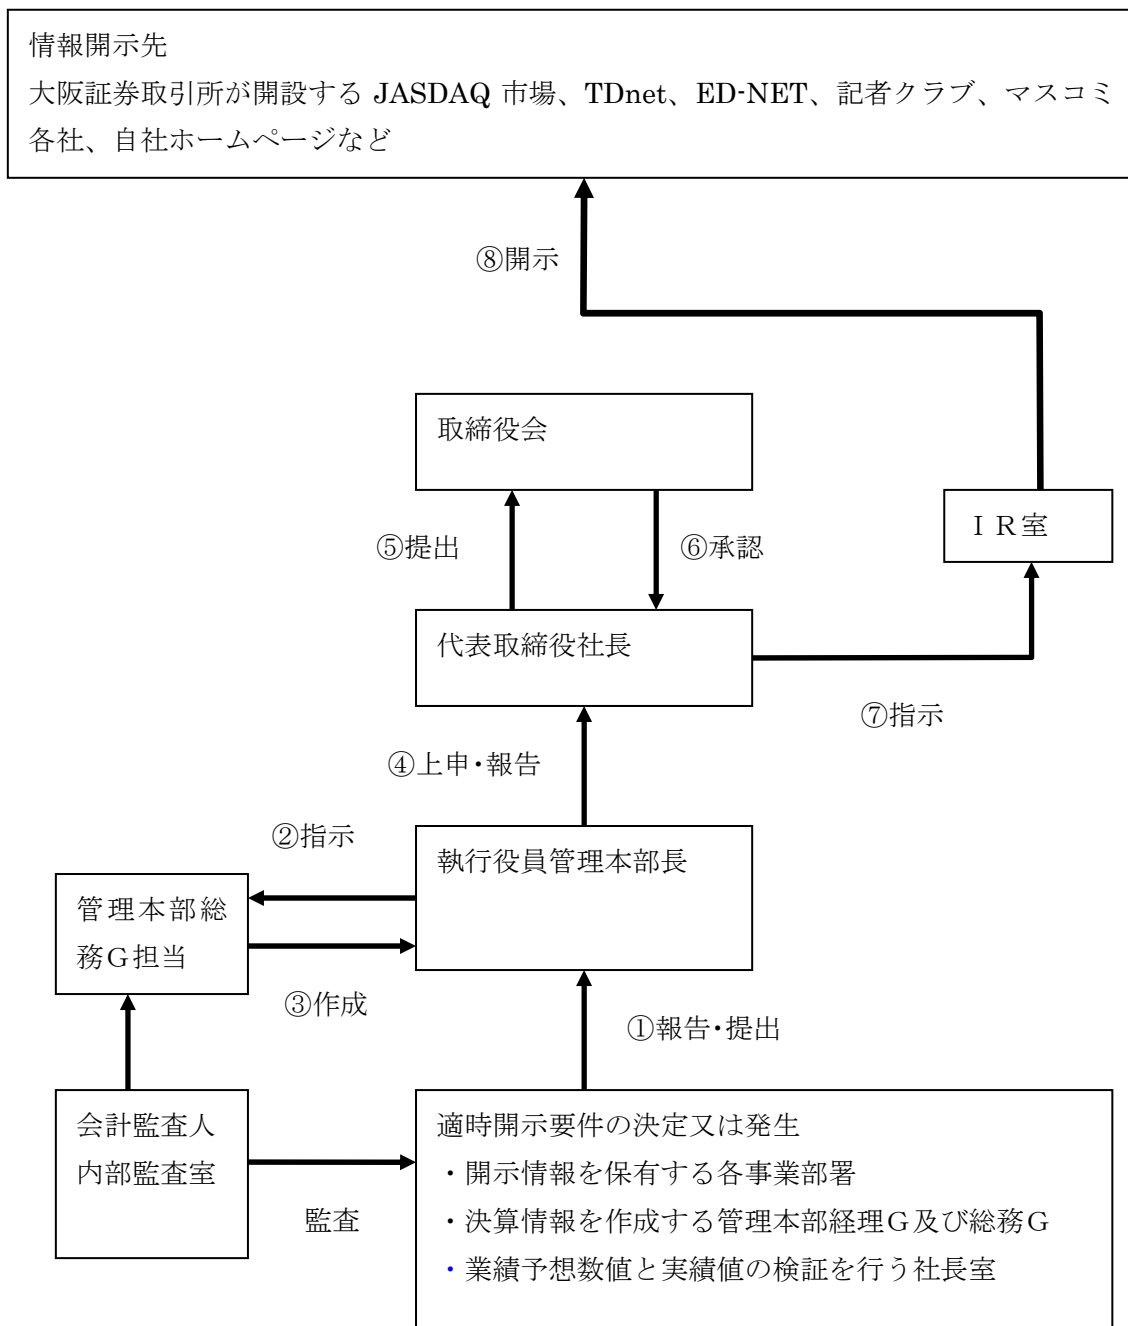 情報開示先
大阪証券取引所が開設する JASDAQ 市場、TDnet、ED-NET、記者クラブ、マスコミ
各社、自社ホームページなど
⑧開示
取締役会
ＩＲ室
⑤提出
⑥承認
代表取締役社長
⑦指示
④上申・報告
②指示
執行役員管理本部長
管理本部総
務Ｇ担当
③作成
①報告・提出
会計監査人
内部監査室
監査
適時開示要件の決定又は発生
・開示情報を保有する各事業部署
・決算情報を作成する管理本部経理Ｇ及び総務Ｇ
・業績予想数値と実績値の検証を行う社長室